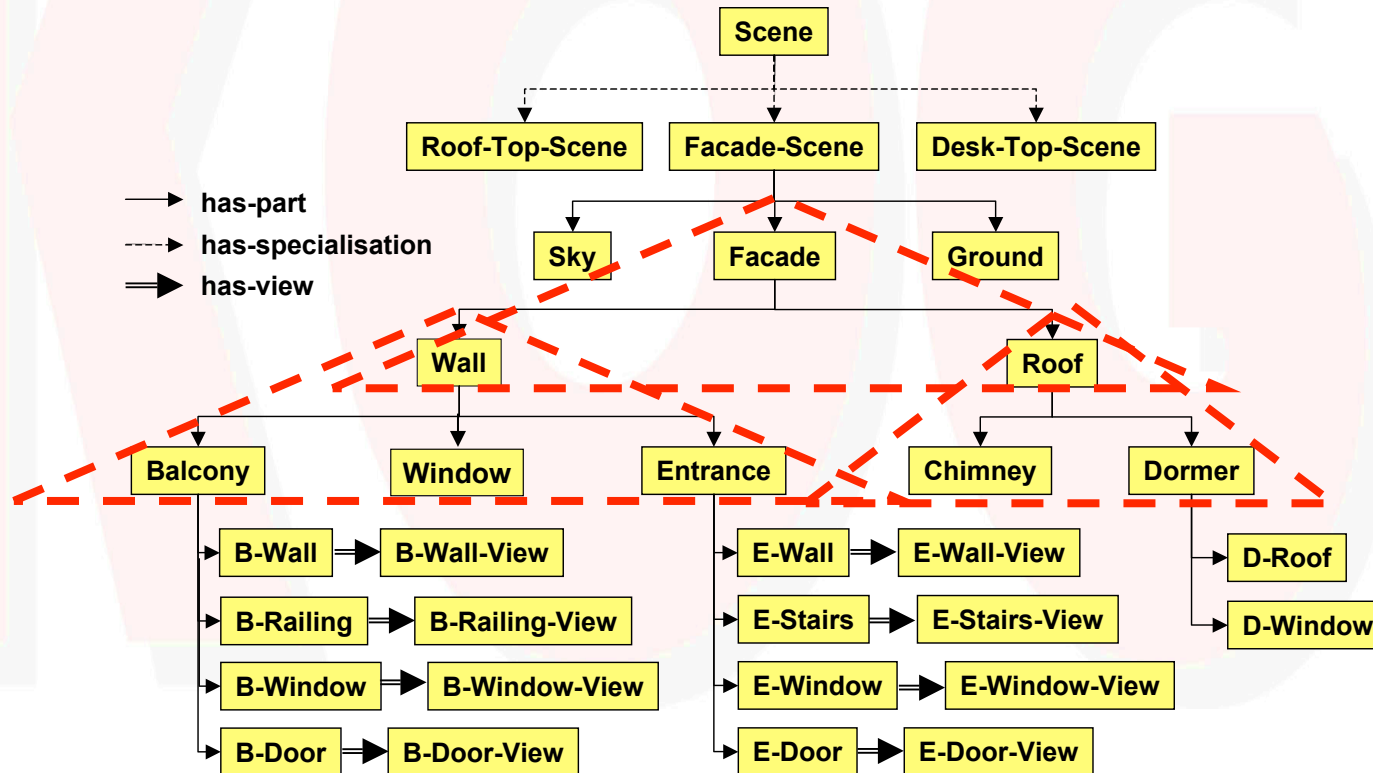 Scene
Roof-Top-Scene
Facade-Scene
Desk-Top-Scene
has-part
has-specialisation
has-view
Sky
Facade
Ground
Wall
Roof
Balcony
Window
Entrance
Chimney
Dormer
B-Wall
B-Wall-View
E-Wall
E-Wall-View
D-Roof
B-Railing
B-Railing-View
E-Stairs
E-Stairs-View
D-Window
B-Window
B-Window-View
E-Window
E-Window-View
B-Door
B-Door-View
E-Door
E-Door-View